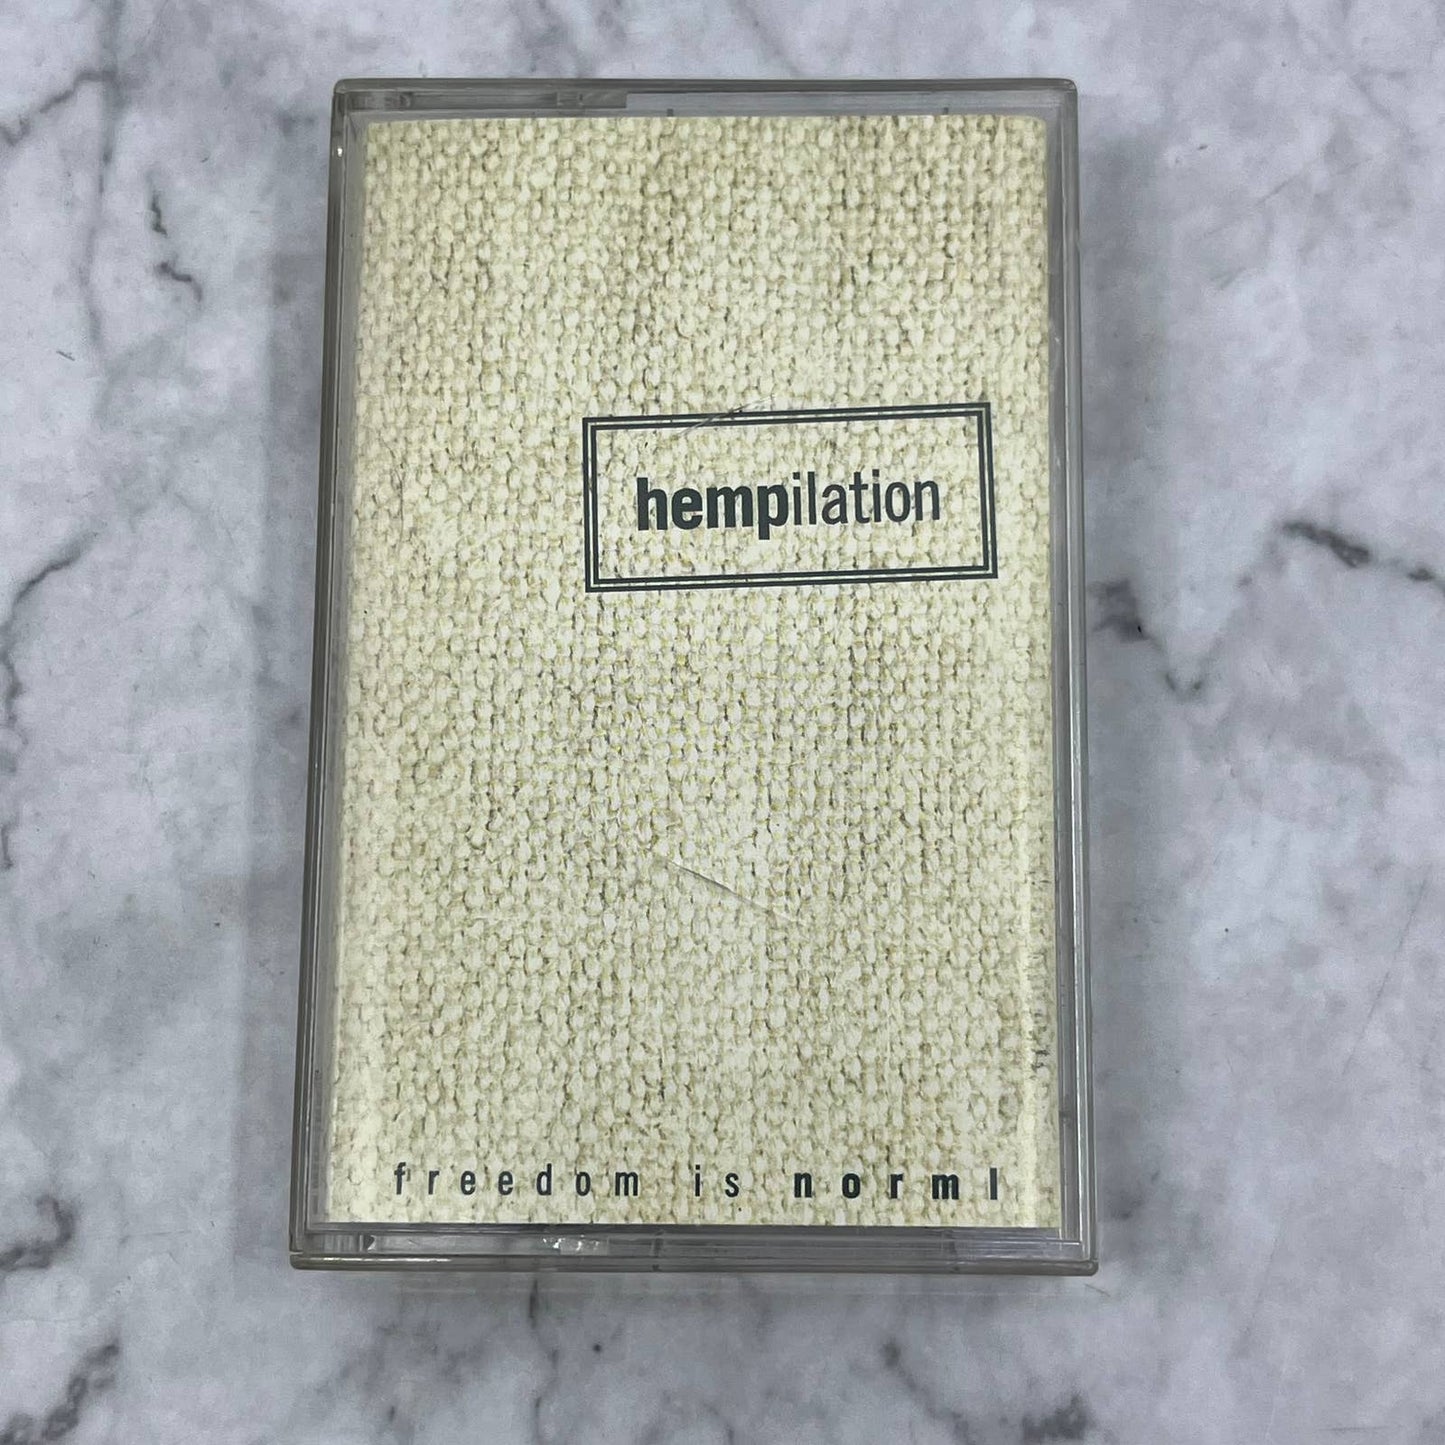 hempilation
freedom is norml